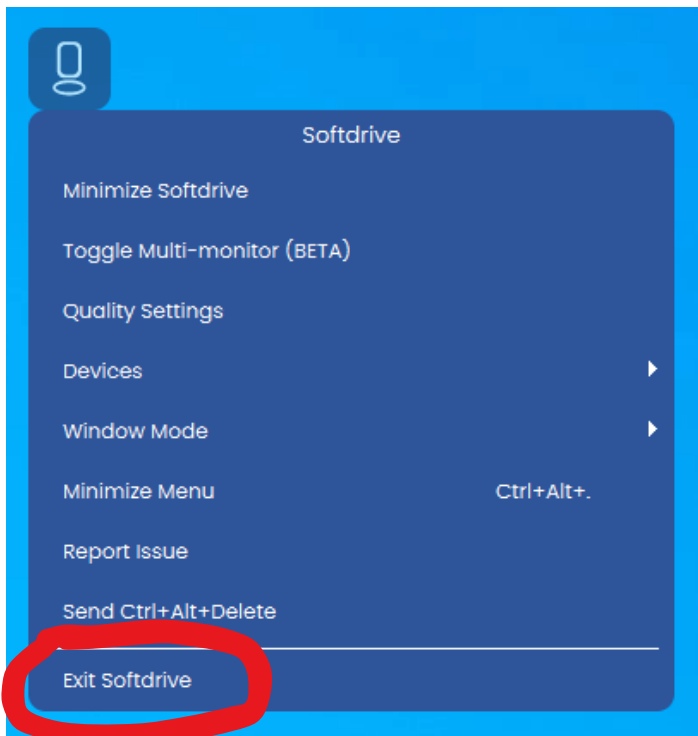 Softdrive
Minimize Softdrive
Toggle Multi-monitor (BETA)
Quality Settings
Devices
Window Mode
Minimize Menu Ctrl+Alt+.
Report Issue
Send Ctrl+Alt+Delete
Exit Softdrive